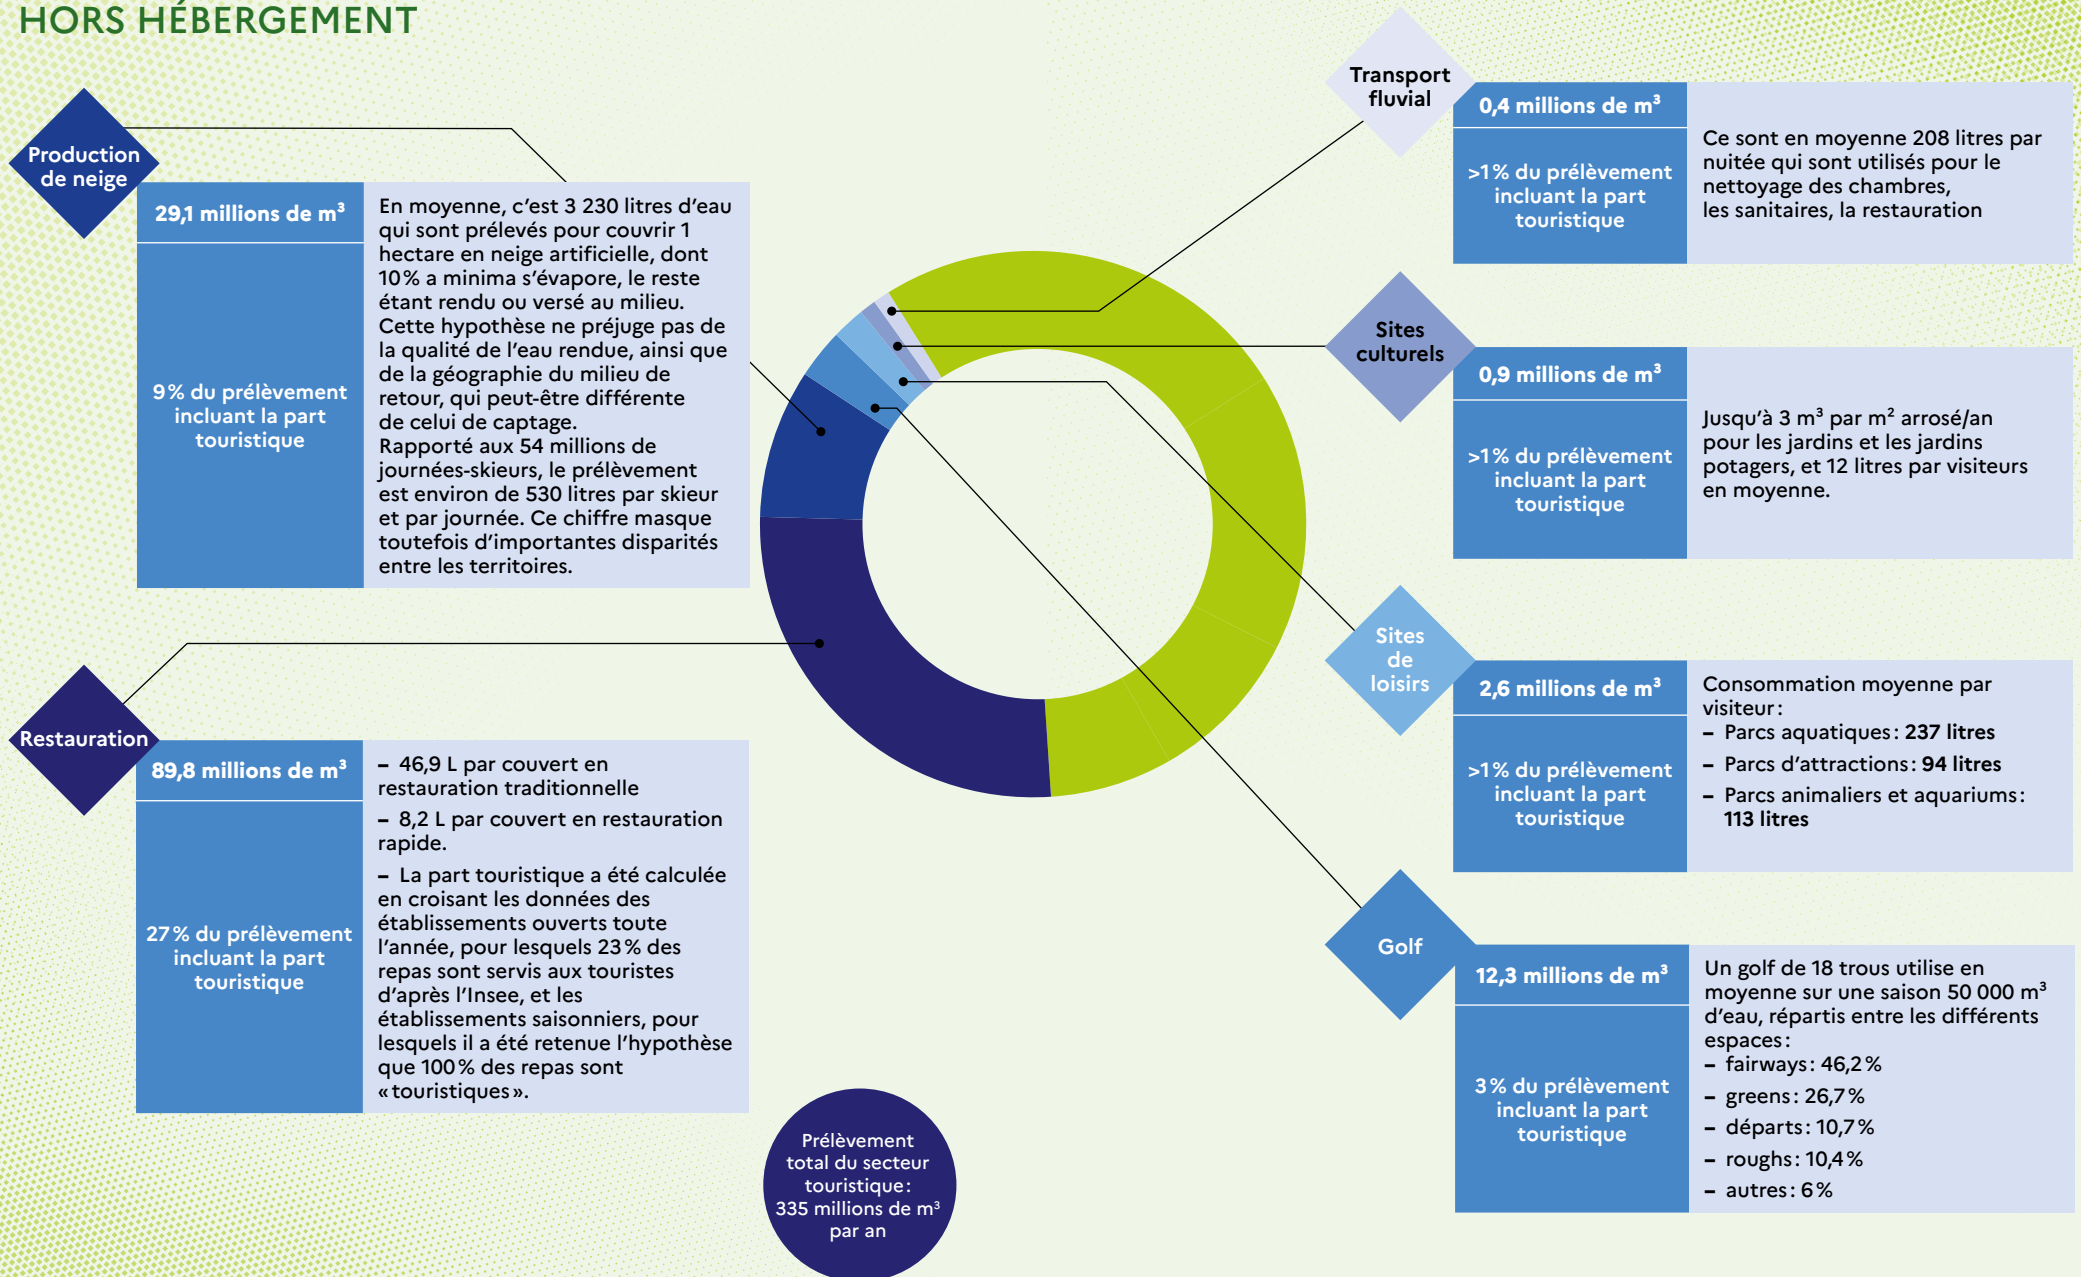 HORS HÉBERGEMENT
Production
de neige
29,1 millions de m³
9% du prélèvement
incluant la part
touristique
En moyenne, c’est 3 230 litres d’eau
qui sont prélevés pour couvrir 1
hectare en neige artificielle, dont
10% a minima s’évapore, le reste
étant rendu ou versé au milieu.
Cette hypothèse ne préjuge pas de
la qualité de l’eau rendue, ainsi que
de la géographie du milieu de
retour, qui peut-être différente
de celui de captage.
Rapporté aux 54 millions de
journées-skieurs, le prélèvement
est environ de 530 litres par skieur
et par journée. Ce chiffre masque
toutefois d’importantes disparités
entre les territoires.
Restauration
89,8 millions de m³
27% du prélèvement
incluant la part
touristique
– 46,9 L par couvert en
restauration traditionnelle
– 8,2 L par couvert en restauration
rapide.
– La part touristique a été calculée
en croisant les données des
établissements ouverts toute
l’année, pour lesquels 23% des
repas sont servis aux touristes
d’après l’Insee, et les
établissements saisonniers, pour
lesquels il a été retenue l’hypothèse
que 100% des repas sont
«touristiques».
Prélèvement
total du secteur
touristique:
335 millions de m³
par an
Transport
fluvial
0,4 millions de m³
>1% du prélèvement
incluant la part
touristique
Ce sont en moyenne 208 litres par
nuitée qui sont utilisés pour le
nettoyage des chambres,
les sanitaires, la restauration
Sites
culturels
0,9 millions de m³
>1% du prélèvement
incluant la part
touristique
Jusqu’à 3 m³ par m² arrosé/an
pour les jardins et les jardins
potagers, et 12 litres par visiteurs
en moyenne.
Sites
de
loisirs
2,6 millions de m³
>1% du prélèvement
incluant la part
touristique
Consommation moyenne par
visiteur:
– Parcs aquatiques: 237 litres
– Parcs d’attractions: 94 litres
– Parcs animaliers et aquariums:
113 litres
Golf
12,3 millions de m³
3% du prélèvement
incluant la part
touristique
Un golf de 18 trous utilise en
moyenne sur une saison 50 000 m³
d’eau, répartis entre les différents
espaces:
– fairways: 46,2%
– greens: 26,7%
– départs: 10,7%
– roughs: 10,4%
– autres: 6%